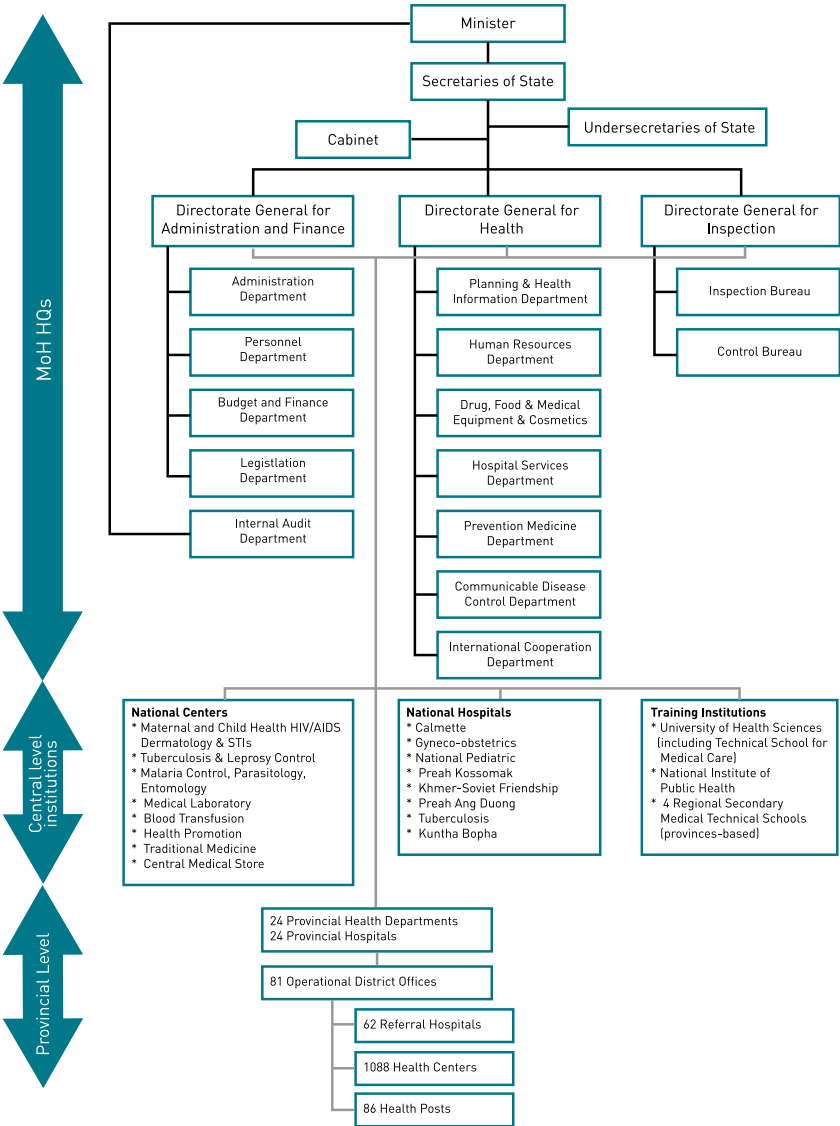 Minister
Secretaries of State
Cabinet
Undersecretaries of State
Directorate General for
Administration and Finance
Directorate General for
Health
Directorate General for
Inspection
Administration
Department
Personnel
Department
Budget and Finance
Department
Legistlation
Department
Internal Audit
Department
Planning & Health
Information Department
Human Resources
Department
Drug, Food & Medical
Equipment & Cosmetics
Hospital Services
Department
Prevention Medicine
Department
Communicable Disease
Control Department
International Cooperation
Department
Inspection Bureau
Control Bureau
MoH HQs
National Centers
* Maternal and Child Health HIV/AIDS
Dermatology & STIs
* Tuberculosis & Leprosy Control
* Malaria Control, Parasitology,
Entomology
* Medical Laboratory
* Blood Transfusion
* Health Promotion
* Traditional Medicine
* Central Medical Store
National Hospitals
* Calmette
* Gyneco-obstetrics
* National Pediatric
* Preah Kossomak
* Khmer-Soviet Friendship
* Preah Ang Duong
* Tuberculosis
* Kuntha Bopha
Training Institutions
* University of Health Sciences
(including Technical School for
Medical Care)
* National Institute of
Public Health
* 4 Regional Secondary
Medical Technical Schools
(provinces-based)
Central level
institutions
24 Provincial Health Departments
24 Provincial Hospitals
81 Operational District Offices
62 Referral Hospitals
1088 Health Centers
86 Health Posts
Provincial Level